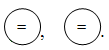 =, =.